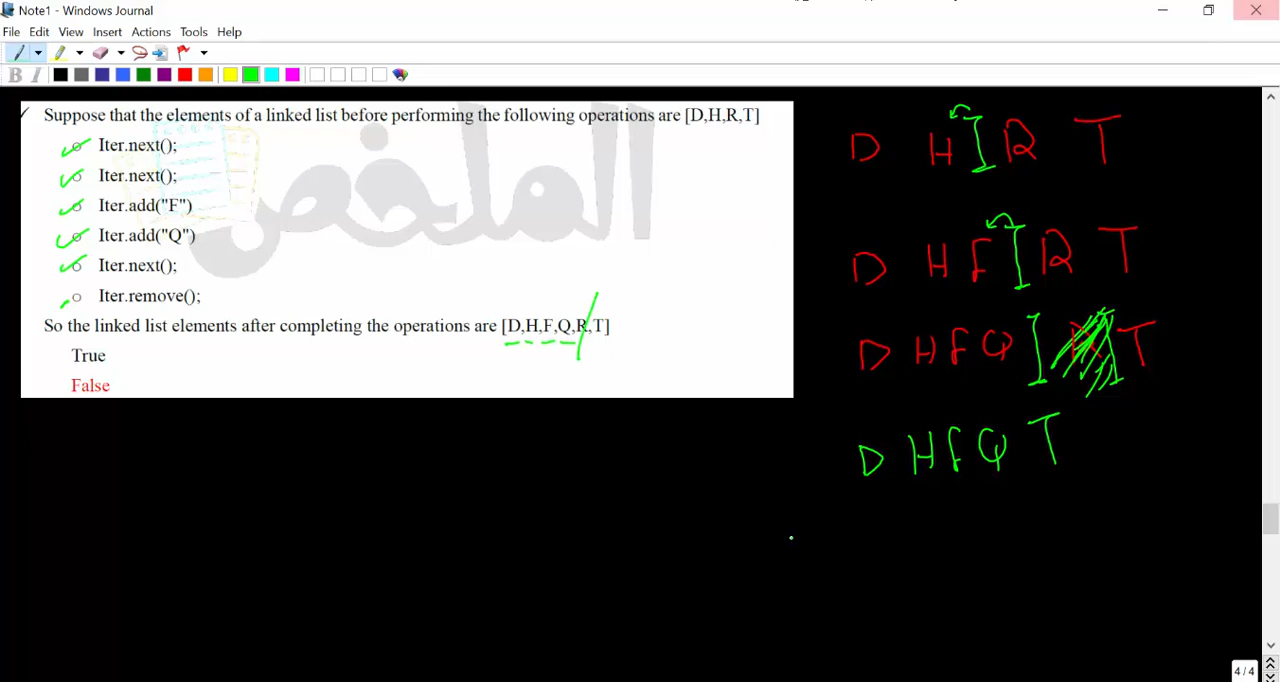 Note1 - Windows Journal
File Edit View Insert Actions Tools Help
B I
Suppose that the elements of a linked list before performing the following operations are [D,H,R,T]
Iter.next();
Iter.next();
Iter.add("F")
Iter.add("Q")
Iter.next();
Iter.remove();
So the linked list elements after completing the operations are [D,H,F,Q,R,T]
True
False
الملخص
D H R T
D H F R T
D H F Q R T
D H F Q T
4 / 4